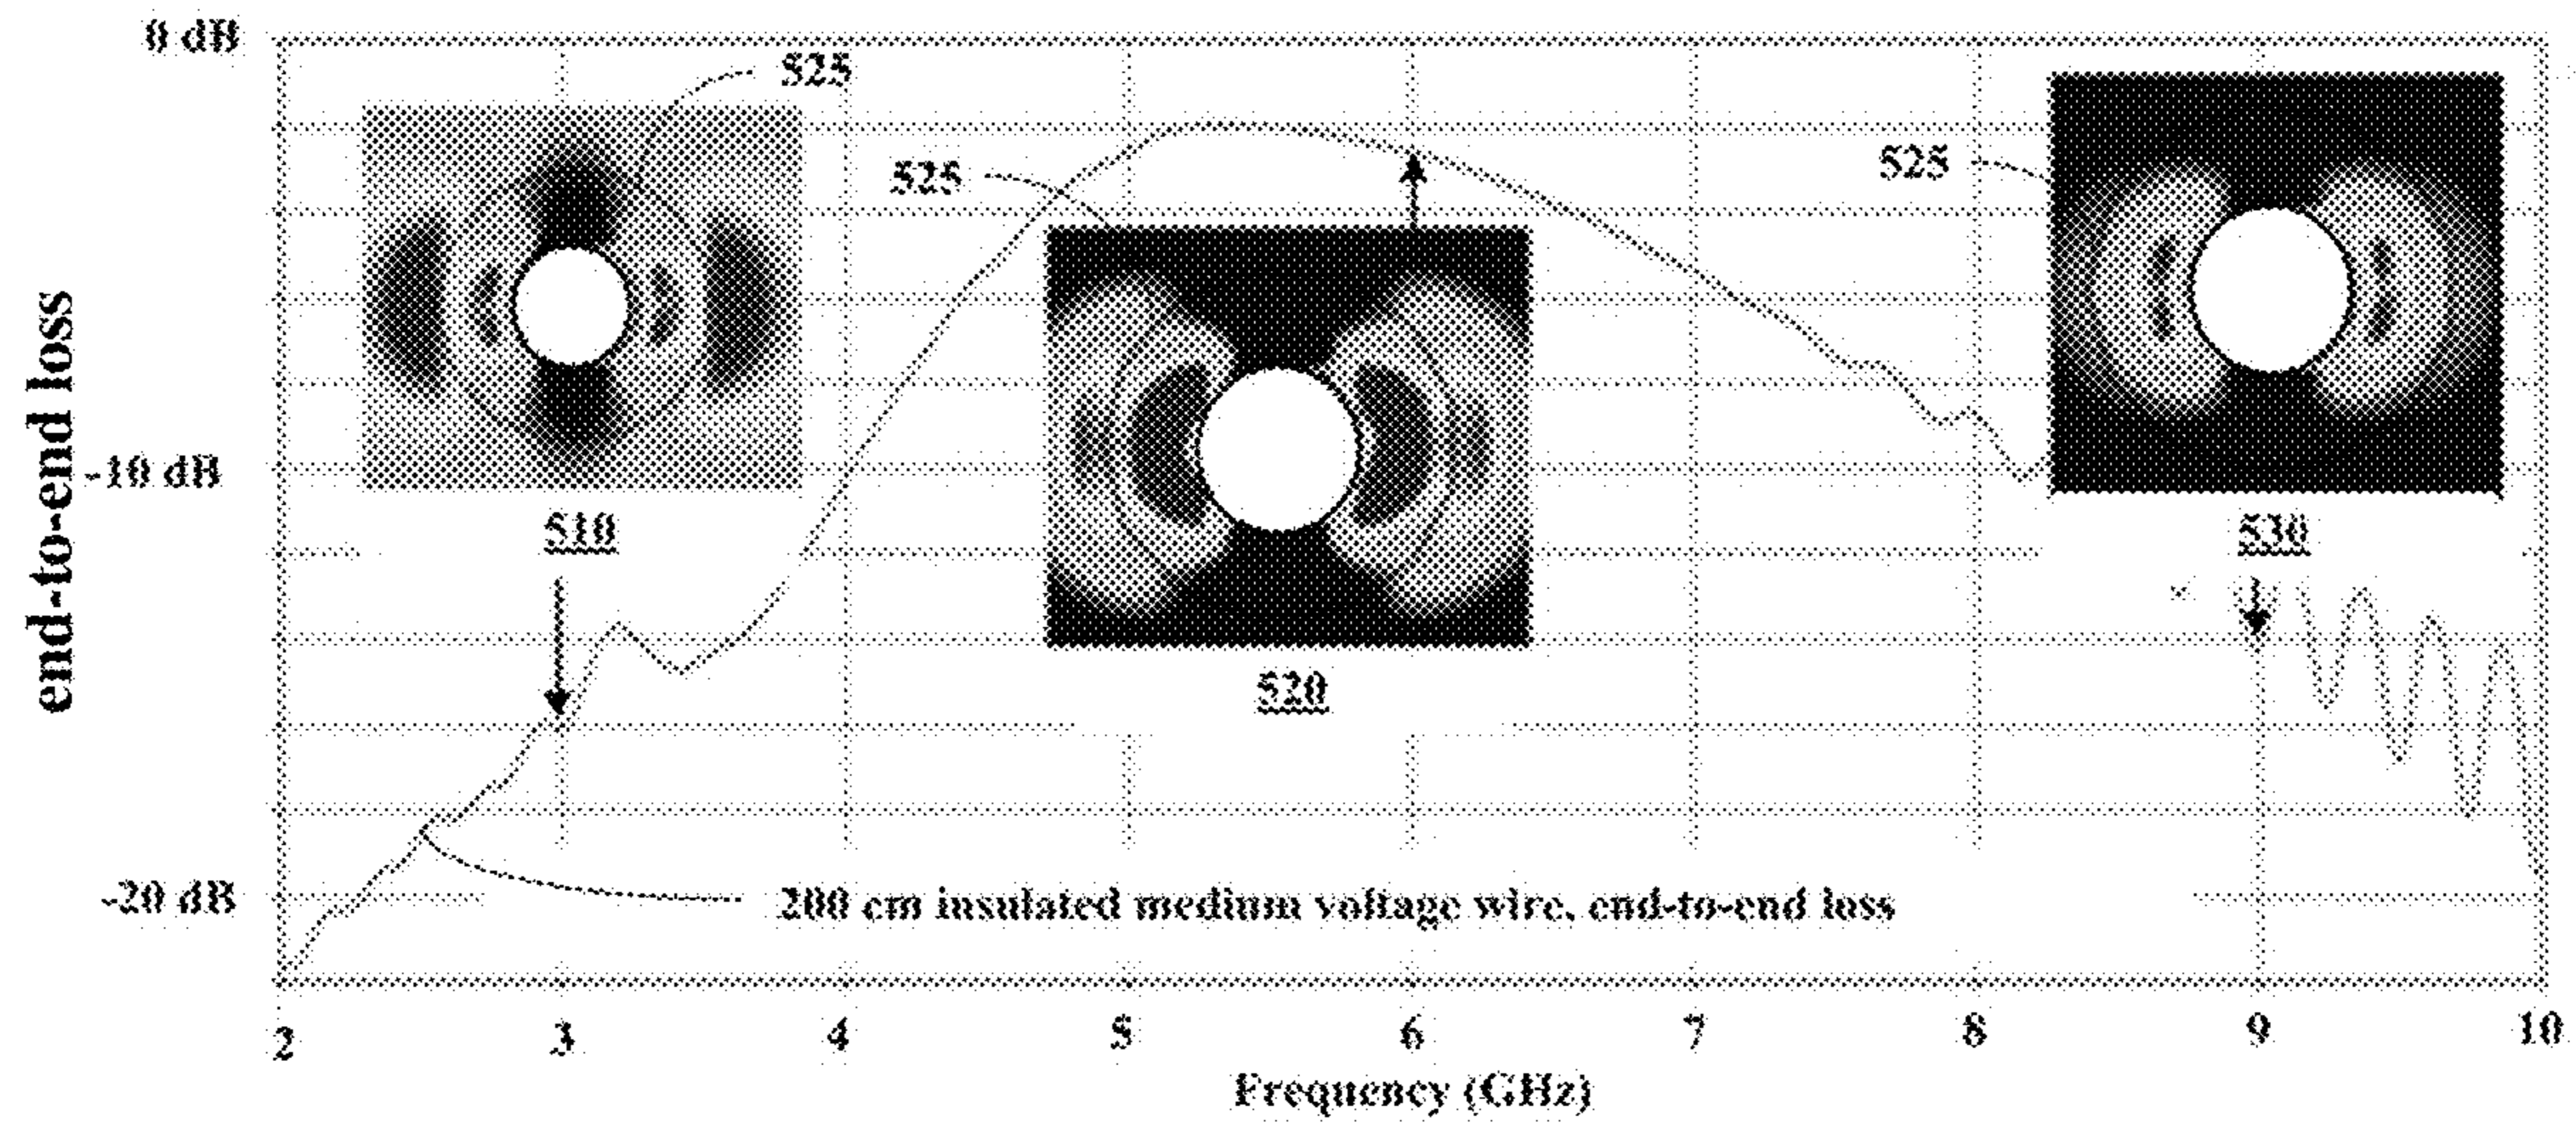 0 dB
525
525
525
end-to-end loss
-10 dB
510
530
520
-20 dB
200 cm insulated medium voltage wire, end-to-end loss
2 3 4 5 6 7 8 9 10
Frequency (GHz)